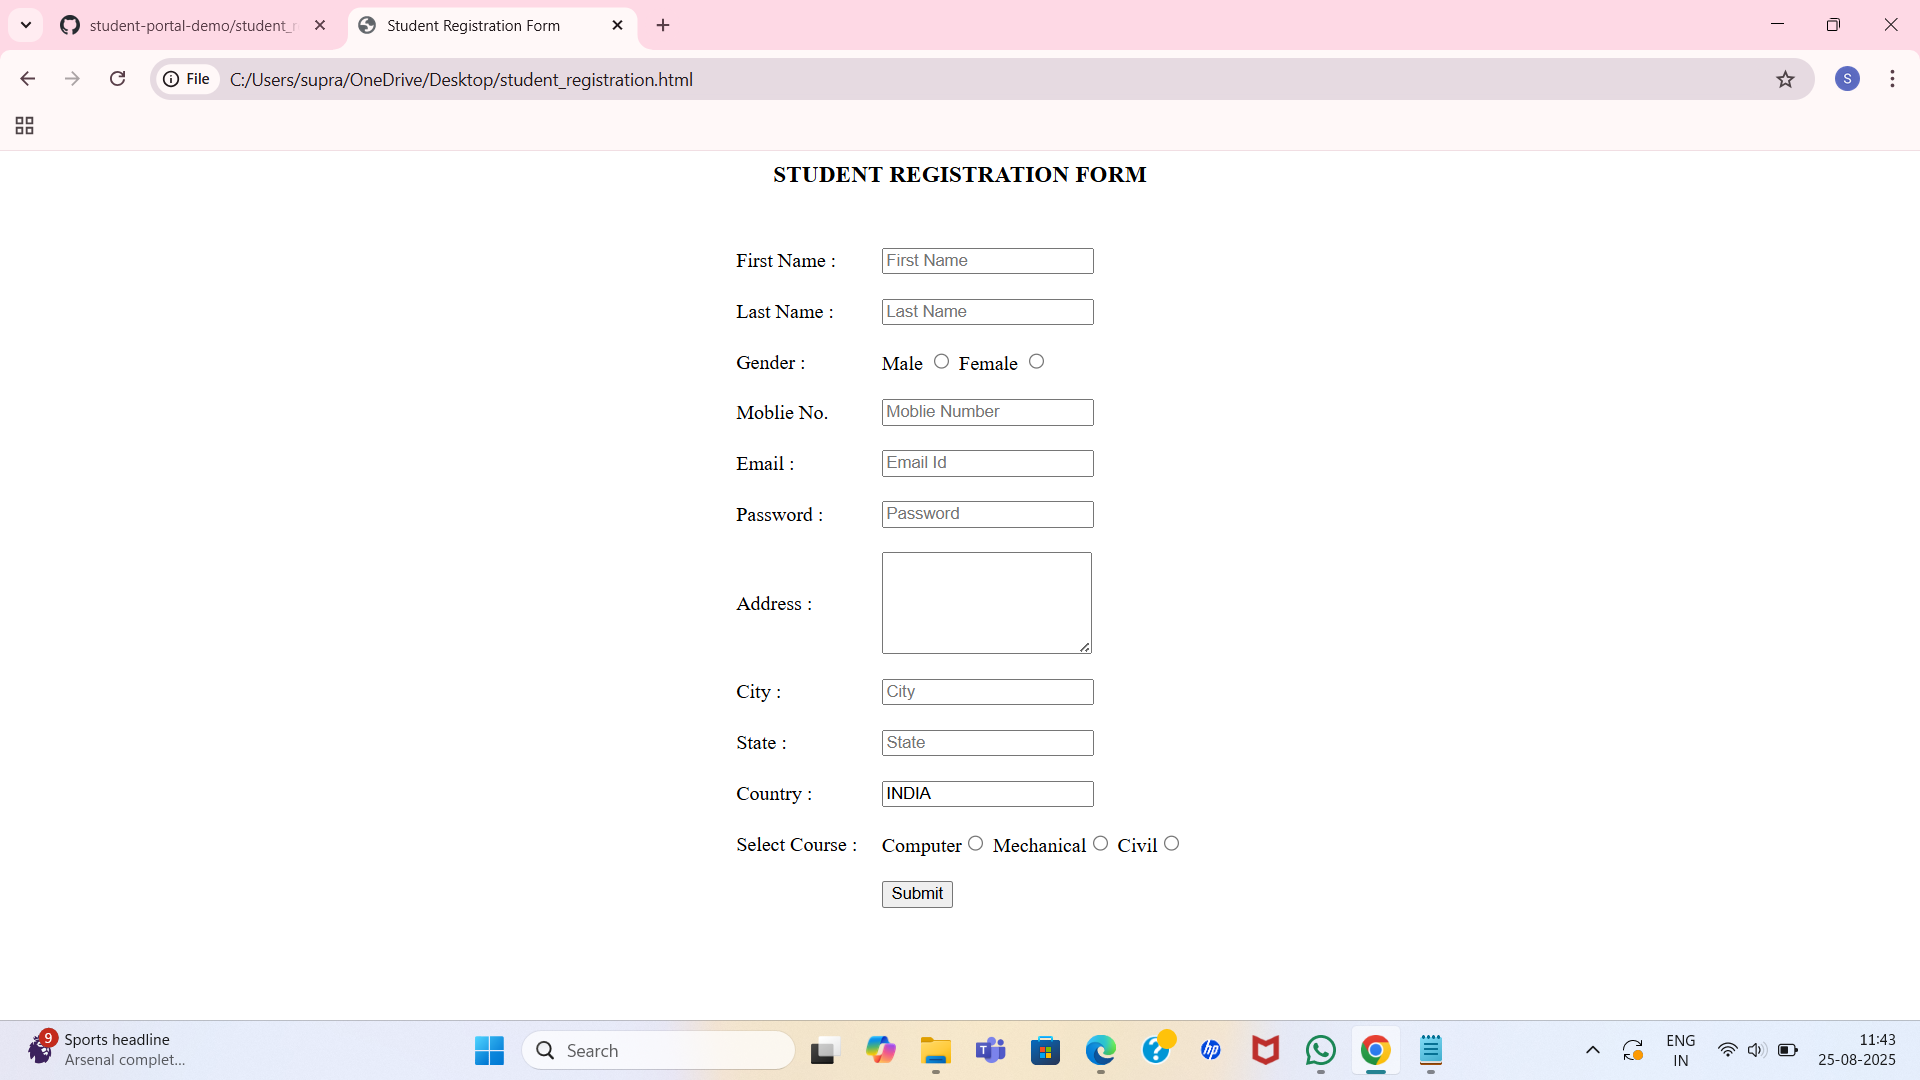 student-portal-demo/student_r
Student Registration Form
File
C:/Users/supra/OneDrive/Desktop/student_registration.html
S
STUDENT REGISTRATION FORM
First Name : First Name
Last Name : Last Name
Gender : Male Female
Moblie No. Moblie Number
Email : Email Id
Password : Password
Address :
City : City
State : State
Country : INDIA
Select Course : Computer Mechanical Civil
Submit
9
Sports headline
Arsenal complet...
Search
hp
ENG
IN
11:43
25-08-2025